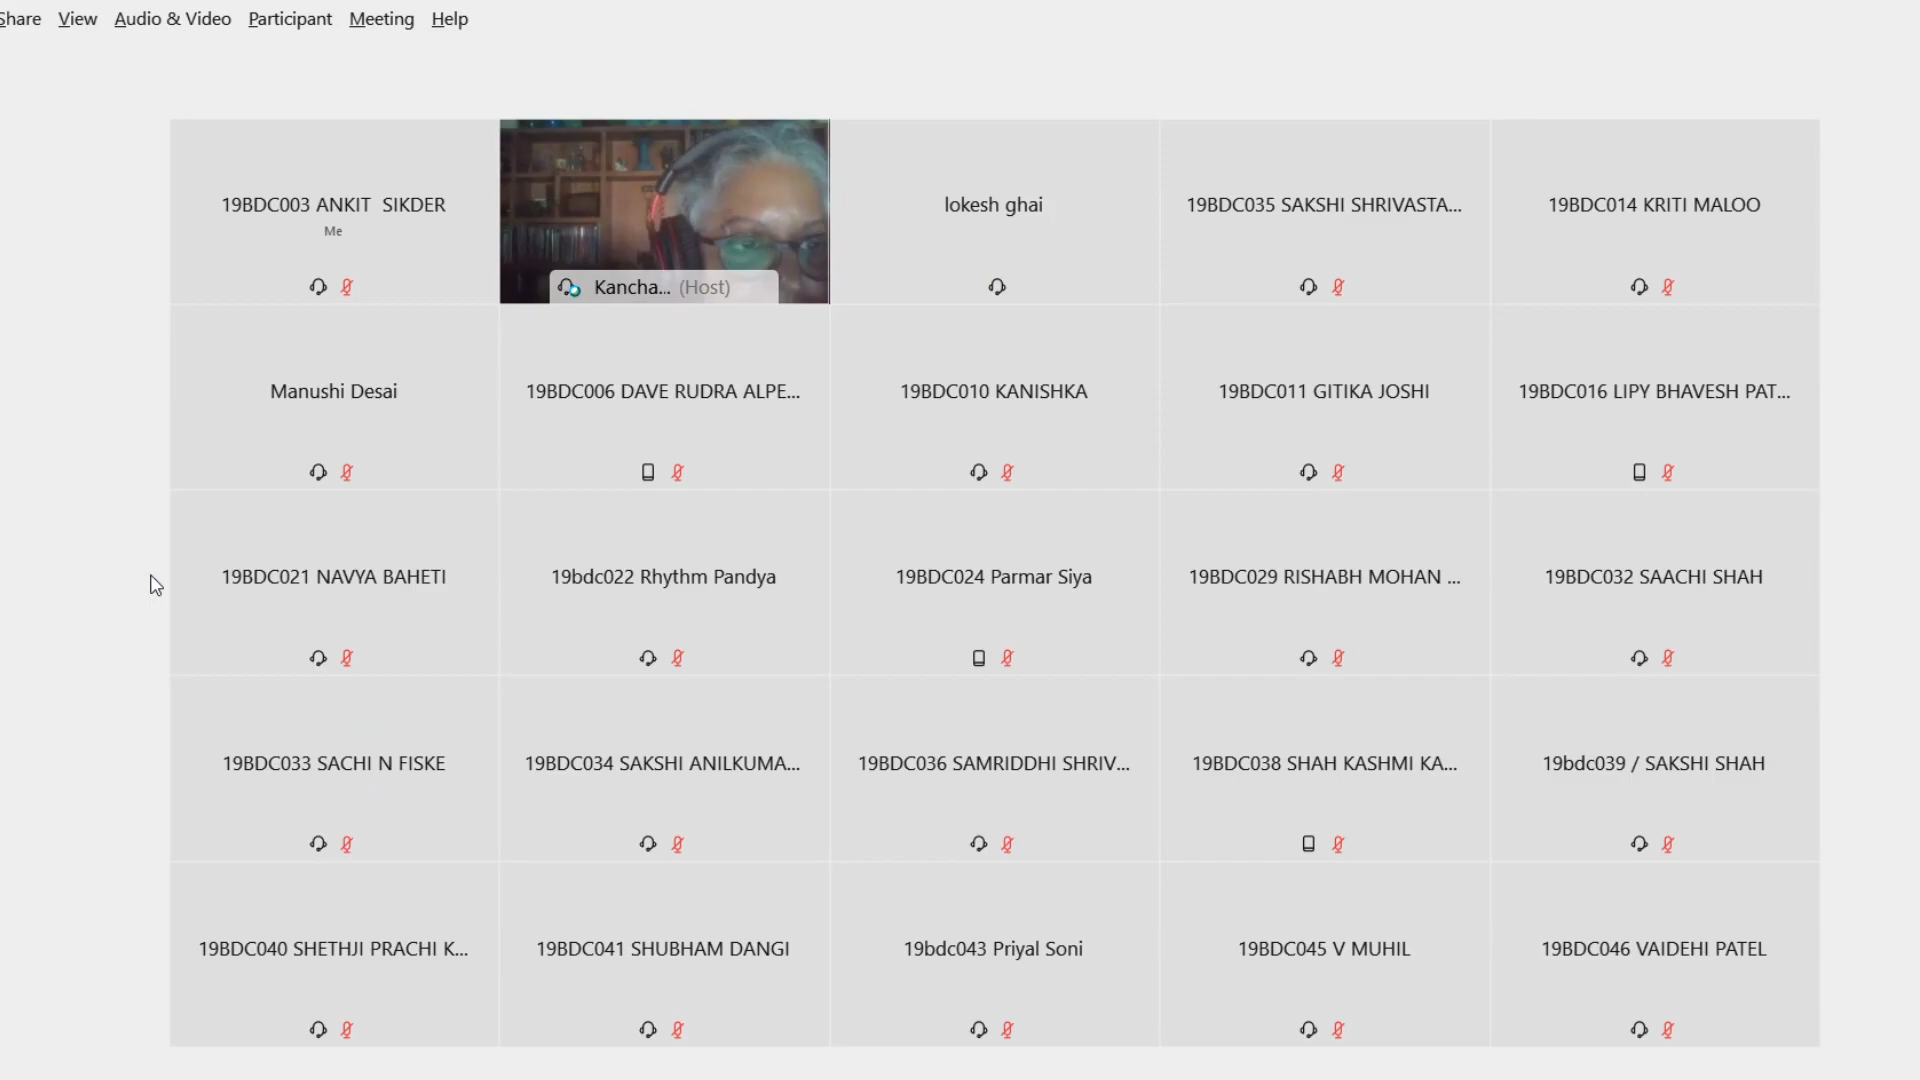 Share View Audio & Video Participant Meeting Help
19BDC003 ANKIT SIKDER
Me
Kancha... (Host)
lokesh ghai
19BDC035 SAKSHI SHRIVASTA...
19BDC014 KRITI MALOO
Manushi Desai
19BDC006 DAVE RUDRA ALPE...
19BDC010 KANISHKA
19BDC011 GITIKA JOSHI
19BDC016 LIPY BHAVESH PAT...
19BDC021 NAVYA BAHETI
19bdc022 Rhythm Pandya
19BDC024 Parmar Siya
19BDC029 RISHABH MOHAN ...
19BDC032 SAACHI SHAH
19BDC033 SACHI N FISKE
19BDC034 SAKSHI ANILKUMA...
19BDC036 SAMRIDDHI SHRIV...
19BDC038 SHAH KASHMI KA...
19bdc039 / SAKSHI SHAH
19BDC040 SHETHJI PRACHI K...
19BDC041 SHUBHAM DANGI
19bdc043 Priyal Soni
19BDC045 V MUHIL
19BDC046 VAIDEHI PATEL